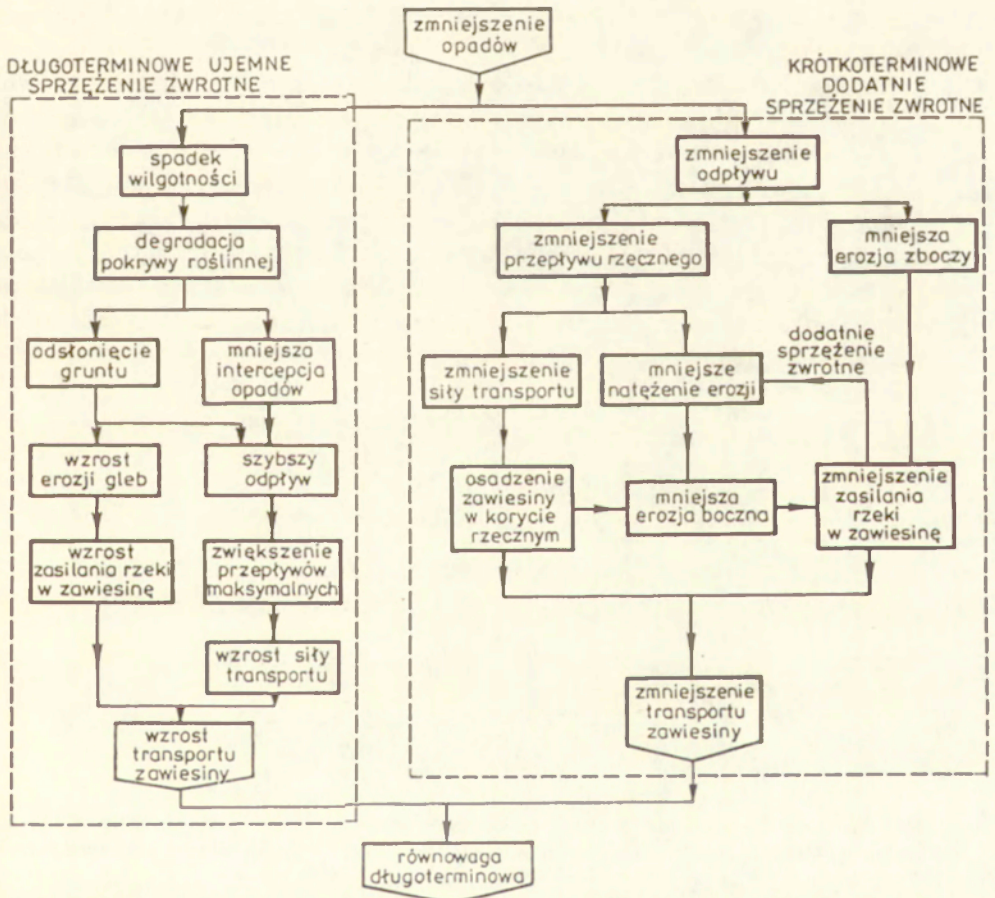 zmniejszenie
opadów
DŁUGOTERMINOWE UJEMNE
SPRZĘŻENIE ZWROTNE
KRÓTKOTERMINOWE
DODATNIE
SPRZĘŻENIE ZWROTNE
spadek
wilgotności
degradacja
pokrywy roślinnej
odsłonięcie
gruntu
mniejsza
intercepcja
opadów
wzrost
erozji gleb
szybszy
odpływ
wzrost
zasilania rzeki
w zawiesinę
zwiększenie
przepływów
maksymalnych
wzrost siły
transportu
wzrost
transportu
zawiesiny
zmniejszenie
odpływu
zmniejszenie
przepływu rzecznego
mniejsza
erozja zboczy
zmniejszenie
siły transportu
mniejsze
natężenie erozji
dodatnie
sprzężenie
zwrotne
osadzenie
zawiesiny
w korycie
rzecznym
mniejsza
erozja boczna
zmniejszenie
zasilania
rzeki
w zawiesinę
zmniejszenie
transportu
zawiesiny
równowaga
długoterminowa